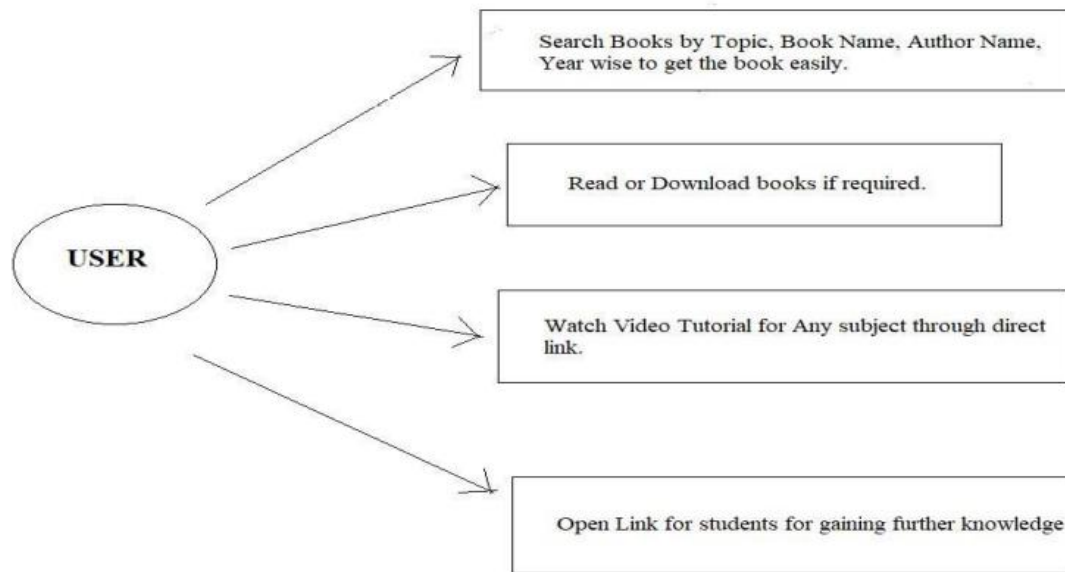 Search Books by Topic, Book Name, Author Name,
Year wise to get the book easily.
Read or Download books if required.
USER
Watch Video Tutorial for Any subject through direct
link.
Open Link for students for gaining further knowledge